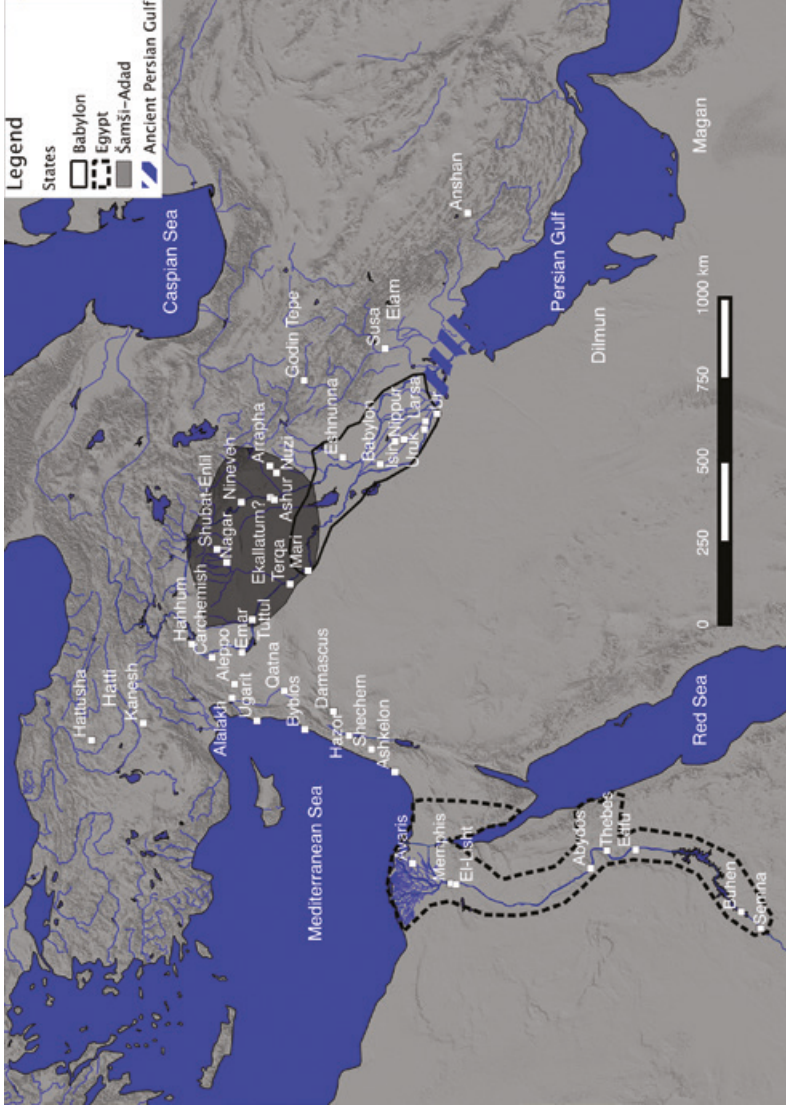 Legend
States
Babylon
Egypt
Šamši-Adad
Ancient Persian Gulf
Caspian Sea
Hattusha
Hatti
Kanesh
Hahhum
Carchemish
Shubat-Enlil
Nagar
Nineveh
Alalakh
Aleppo
Emar
Tuttul
Ekallatum?
Arrapha
Nuzi
Ashur
Ugarit
Qatna
Terqa
Mari
Godin Tepe
Byblos
Damascus
Eshnunna
Hazor
Shechem
Babylon
Susa
Elam
Ashkelon
Isin
Nippur
Uruk
Larsa
Ur
Anshan
Mediterranean Sea
Avaris
Memphis
El-Lisht
Persian Gulf
Dilmun
Magan
Abydos
Thebes
Edfu
Red Sea
Buhen
Semna
0 250 500 750 1000 km